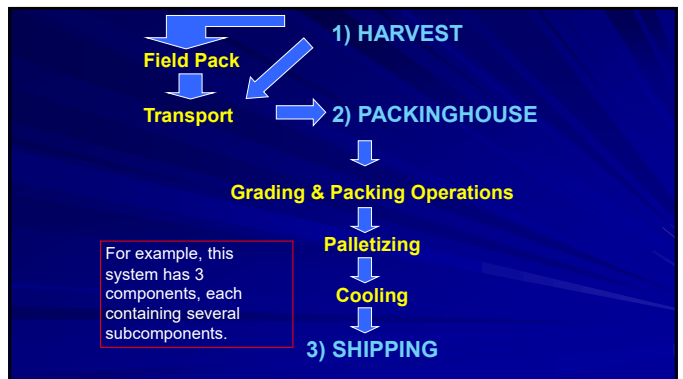 1) HARVEST
Field Pack
Transport
2) PACKINGHOUSE
Grading & Packing Operations
Palletizing
For example, this
system has 3
components, each
containing several
subcomponents.
Cooling
3) SHIPPING